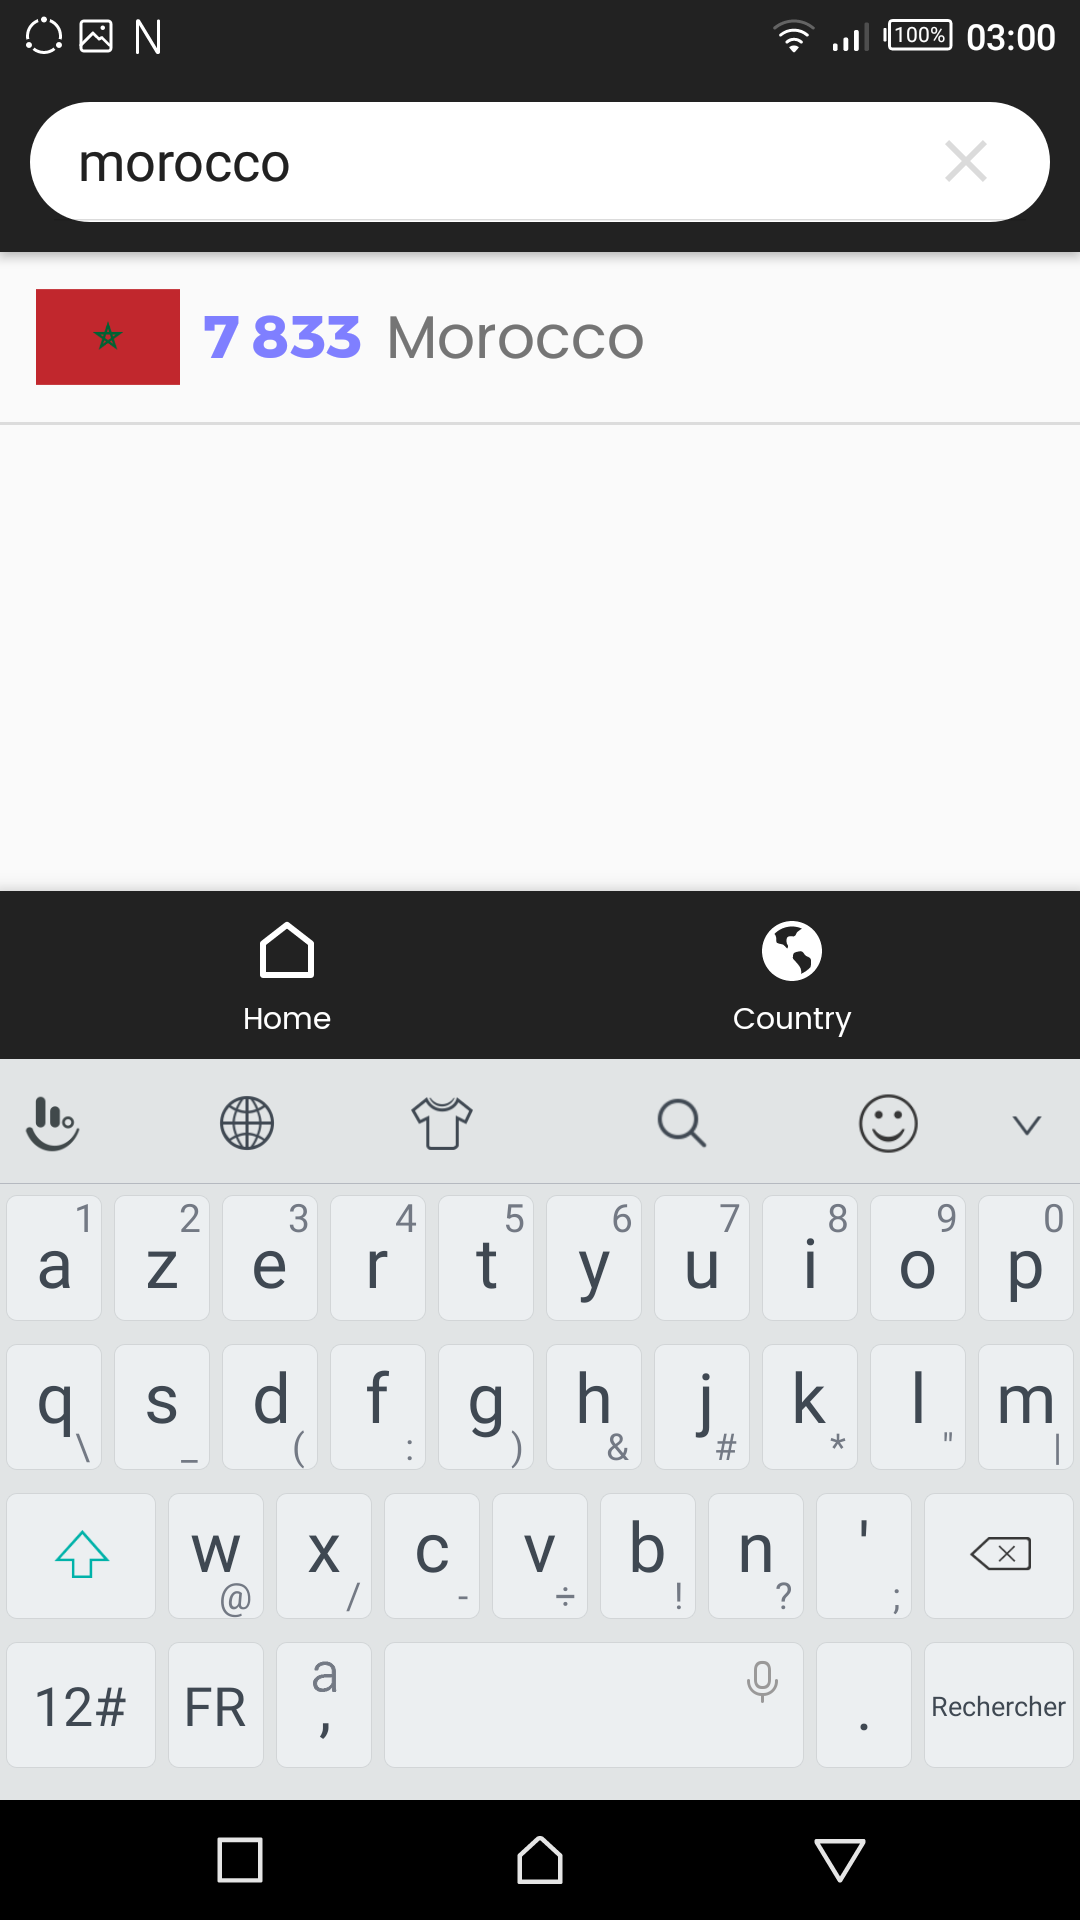 100% 03:00
morocco
7 833 Morocco
Home Country
1 2 3 4 5 6 7 8 9 0
a z e r t y u i o p
q s d f g h j k l m
\ _ ( : ) & # * " |
w x c v b n '
@ / - ÷ ! ? ;
12# FR a , . Rechercher